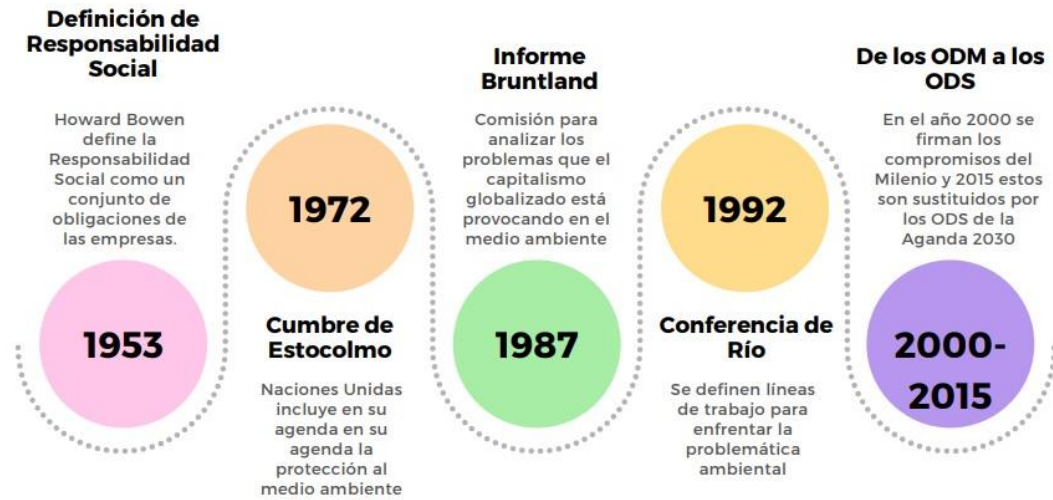 Definición de
Responsabilidad
Social
Howard Bowen
define la
Responsabilidad
Social como un
conjunto de
obligaciones de
las empresas.
1953
1972
Cumbre de
Estocolmo
Naciones Unidas
incluye en su
agenda en su
agenda la
protección al
medio ambiente
Informe
Bruntland
Comisión para
analizar los
problemas que el
capitalismo
globalizado está
provocando en el
medio ambiente
1987
1992
Conferencia de
Río
Se definen líneas
de trabajo para
enfrentar la
problemática
ambiental
De los ODM a los
ODS
En el año 2000 se
firman los
compromisos del
Milenio y 2015 estos
son sustituidos por
los ODS de la
Aganda 2030
2000-
2015